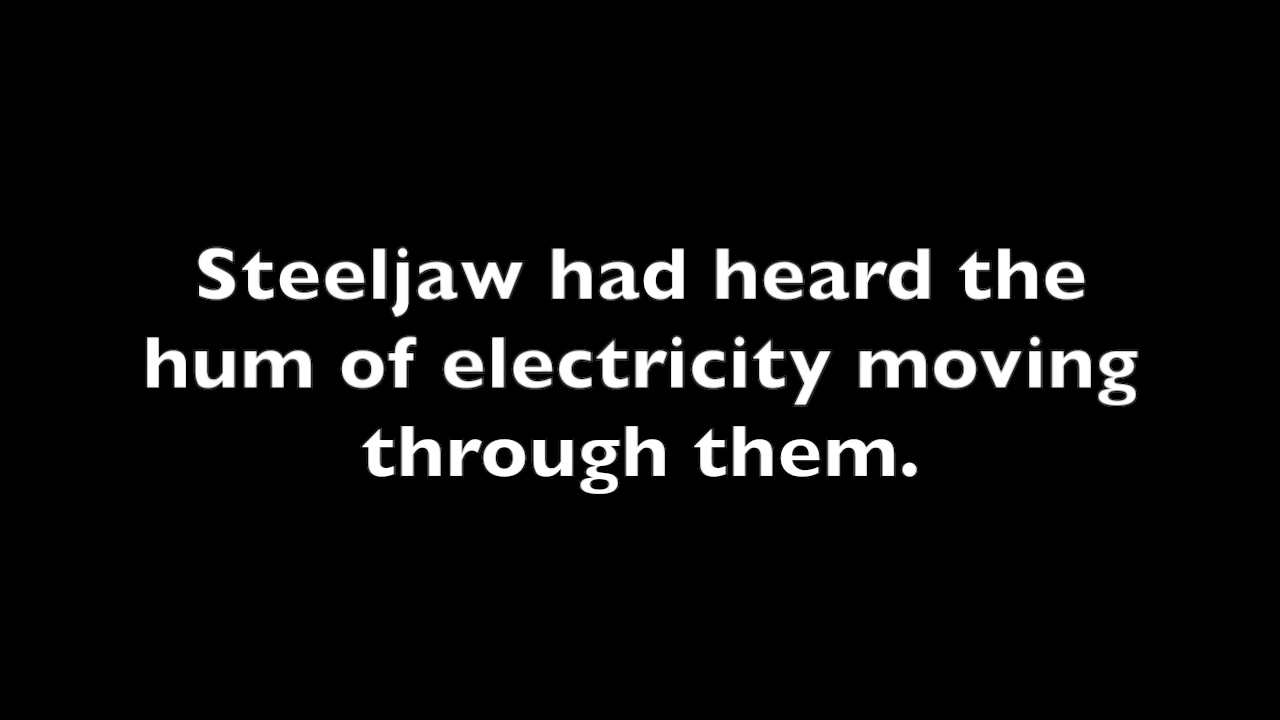 Steeljaw had heard the
hum of electricity moving
through them.